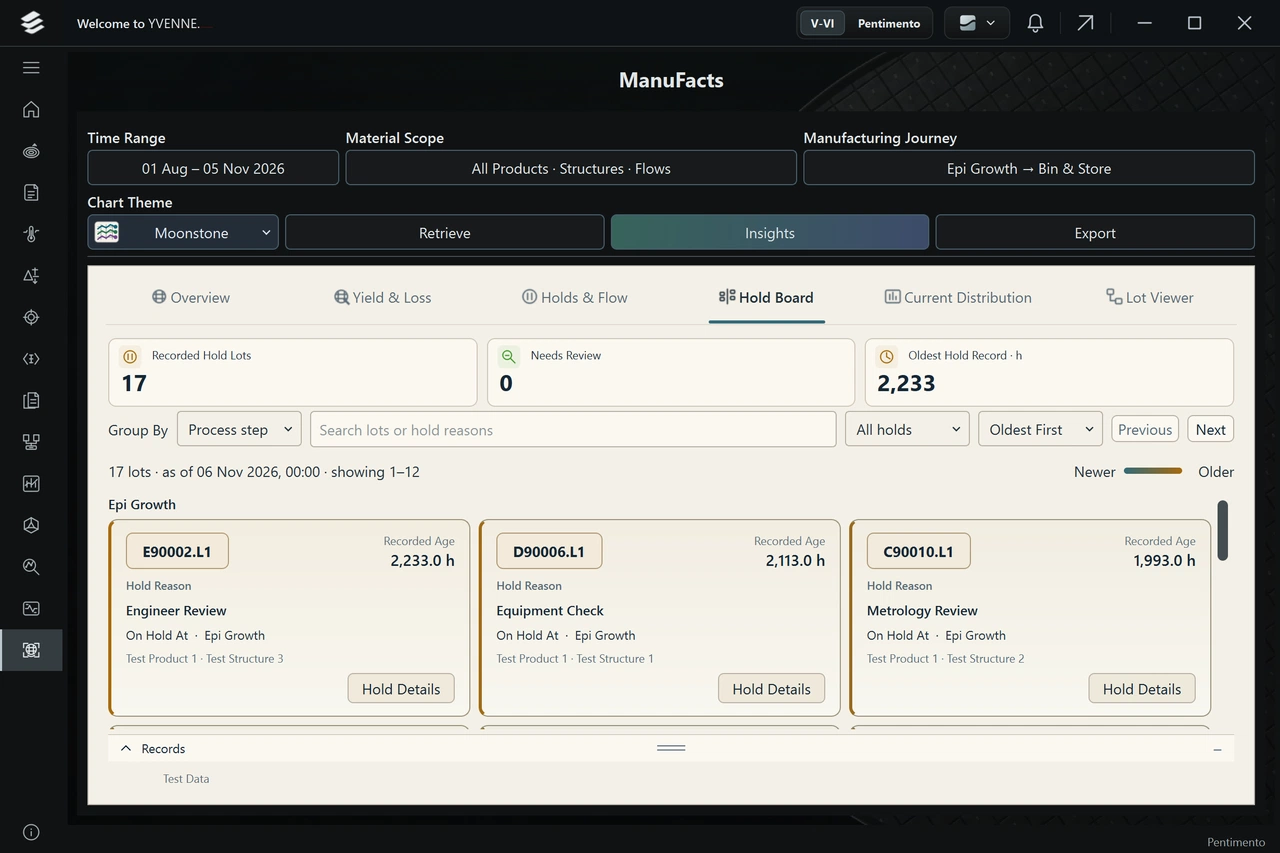 Welcome to YVENNE.
V-VI Pentimento
ManuFacts
Time Range Material Scope Manufacturing Journey
01 Aug – 05 Nov 2026 All Products · Structures · Flows Epi Growth → Bin & Store
Chart Theme
Moonstone Retrieve Insights Export
Overview Yield & Loss Holds & Flow Hold Board Current Distribution Lot Viewer
Recorded Hold Lots Needs Review Oldest Hold Record · h
17 0 2,233
Group By Process step Search lots or hold reasons All holds Oldest First Previous Next
17 lots · as of 06 Nov 2026, 00:00 · showing 1–12 Newer Older
Epi Growth
E90002.L1 Recorded Age 2,233.0 h
Hold Reason
Engineer Review
On Hold At · Epi Growth
Test Product 1 · Test Structure 3
Hold Details
D90006.L1 Recorded Age 2,113.0 h
Hold Reason
Equipment Check
On Hold At · Epi Growth
Test Product 1 · Test Structure 1
Hold Details
C90010.L1 Recorded Age 1,993.0 h
Hold Reason
Metrology Review
On Hold At · Epi Growth
Test Product 1 · Test Structure 2
Hold Details
Records
Test Data
Pentimento